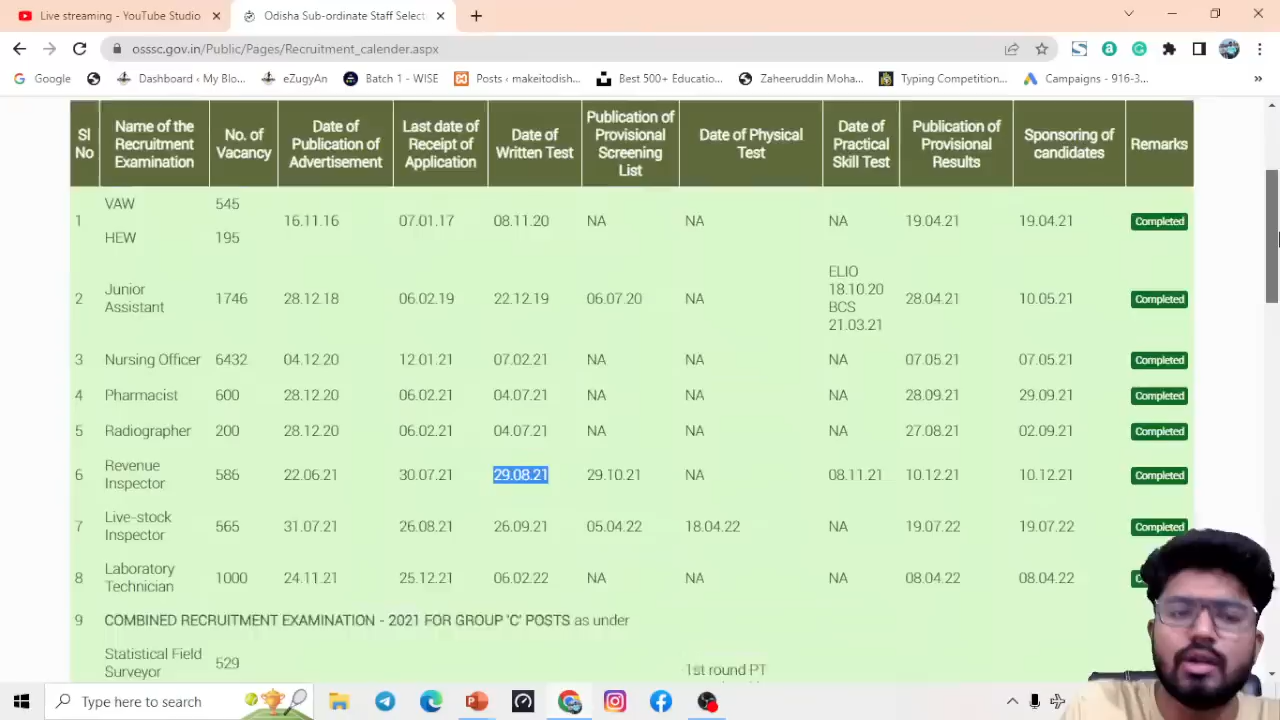 Live streaming - YouTube Studio
Odisha Sub-ordinate Staff Select
osssc.gov.in/Public/Pages/Recruitment_calender.aspx
Google
Dashboard ‹ My Blo...
eZugyAn
Batch 1 - WISE
Posts ‹ makeitodish...
Best 500+ Educatio...
Zaheeruddin Moha...
Typing Competition...
Campaigns - 916-3...
»
Sl No
Name of the Recruitment Examination
No. of Vacancy
Date of Publication of Advertisement
Last date of Receipt of Application
Date of Written Test
Publication of Provisional Screening List
Date of Physical Test
Date of Practical Skill Test
Publication of Provisional Results
Sponsoring of candidates
Remarks
1 VAW 545 16.11.16 07.01.17 08.11.20 NA NA NA 19.04.21 19.04.21 Completed
HEW 195
2 Junior Assistant 1746 28.12.18 06.02.19 22.12.19 06.07.20 NA ELIO 18.10.20 BCS 21.03.21 28.04.21 10.05.21 Completed
3 Nursing Officer 6432 04.12.20 12.01.21 07.02.21 NA NA NA 07.05.21 07.05.21 Completed
4 Pharmacist 600 28.12.20 06.02.21 04.07.21 NA NA NA 28.09.21 29.09.21 Completed
5 Radiographer 200 28.12.20 06.02.21 04.07.21 NA NA NA 27.08.21 02.09.21 Completed
6 Revenue Inspector 586 22.06.21 30.07.21 29.08.21 29.10.21 NA 08.11.21 10.12.21 10.12.21 Completed
7 Live-stock Inspector 565 31.07.21 26.08.21 26.09.21 05.04.22 18.04.22 NA 19.07.22 19.07.22 Completed
8 Laboratory Technician 1000 24.11.21 25.12.21 06.02.22 NA NA NA 08.04.22 08.04.22
9 COMBINED RECRUITMENT EXAMINATION - 2021 FOR GROUP 'C' POSTS as under
Statistical Field Surveyor 529 1st round PT
Type here to search